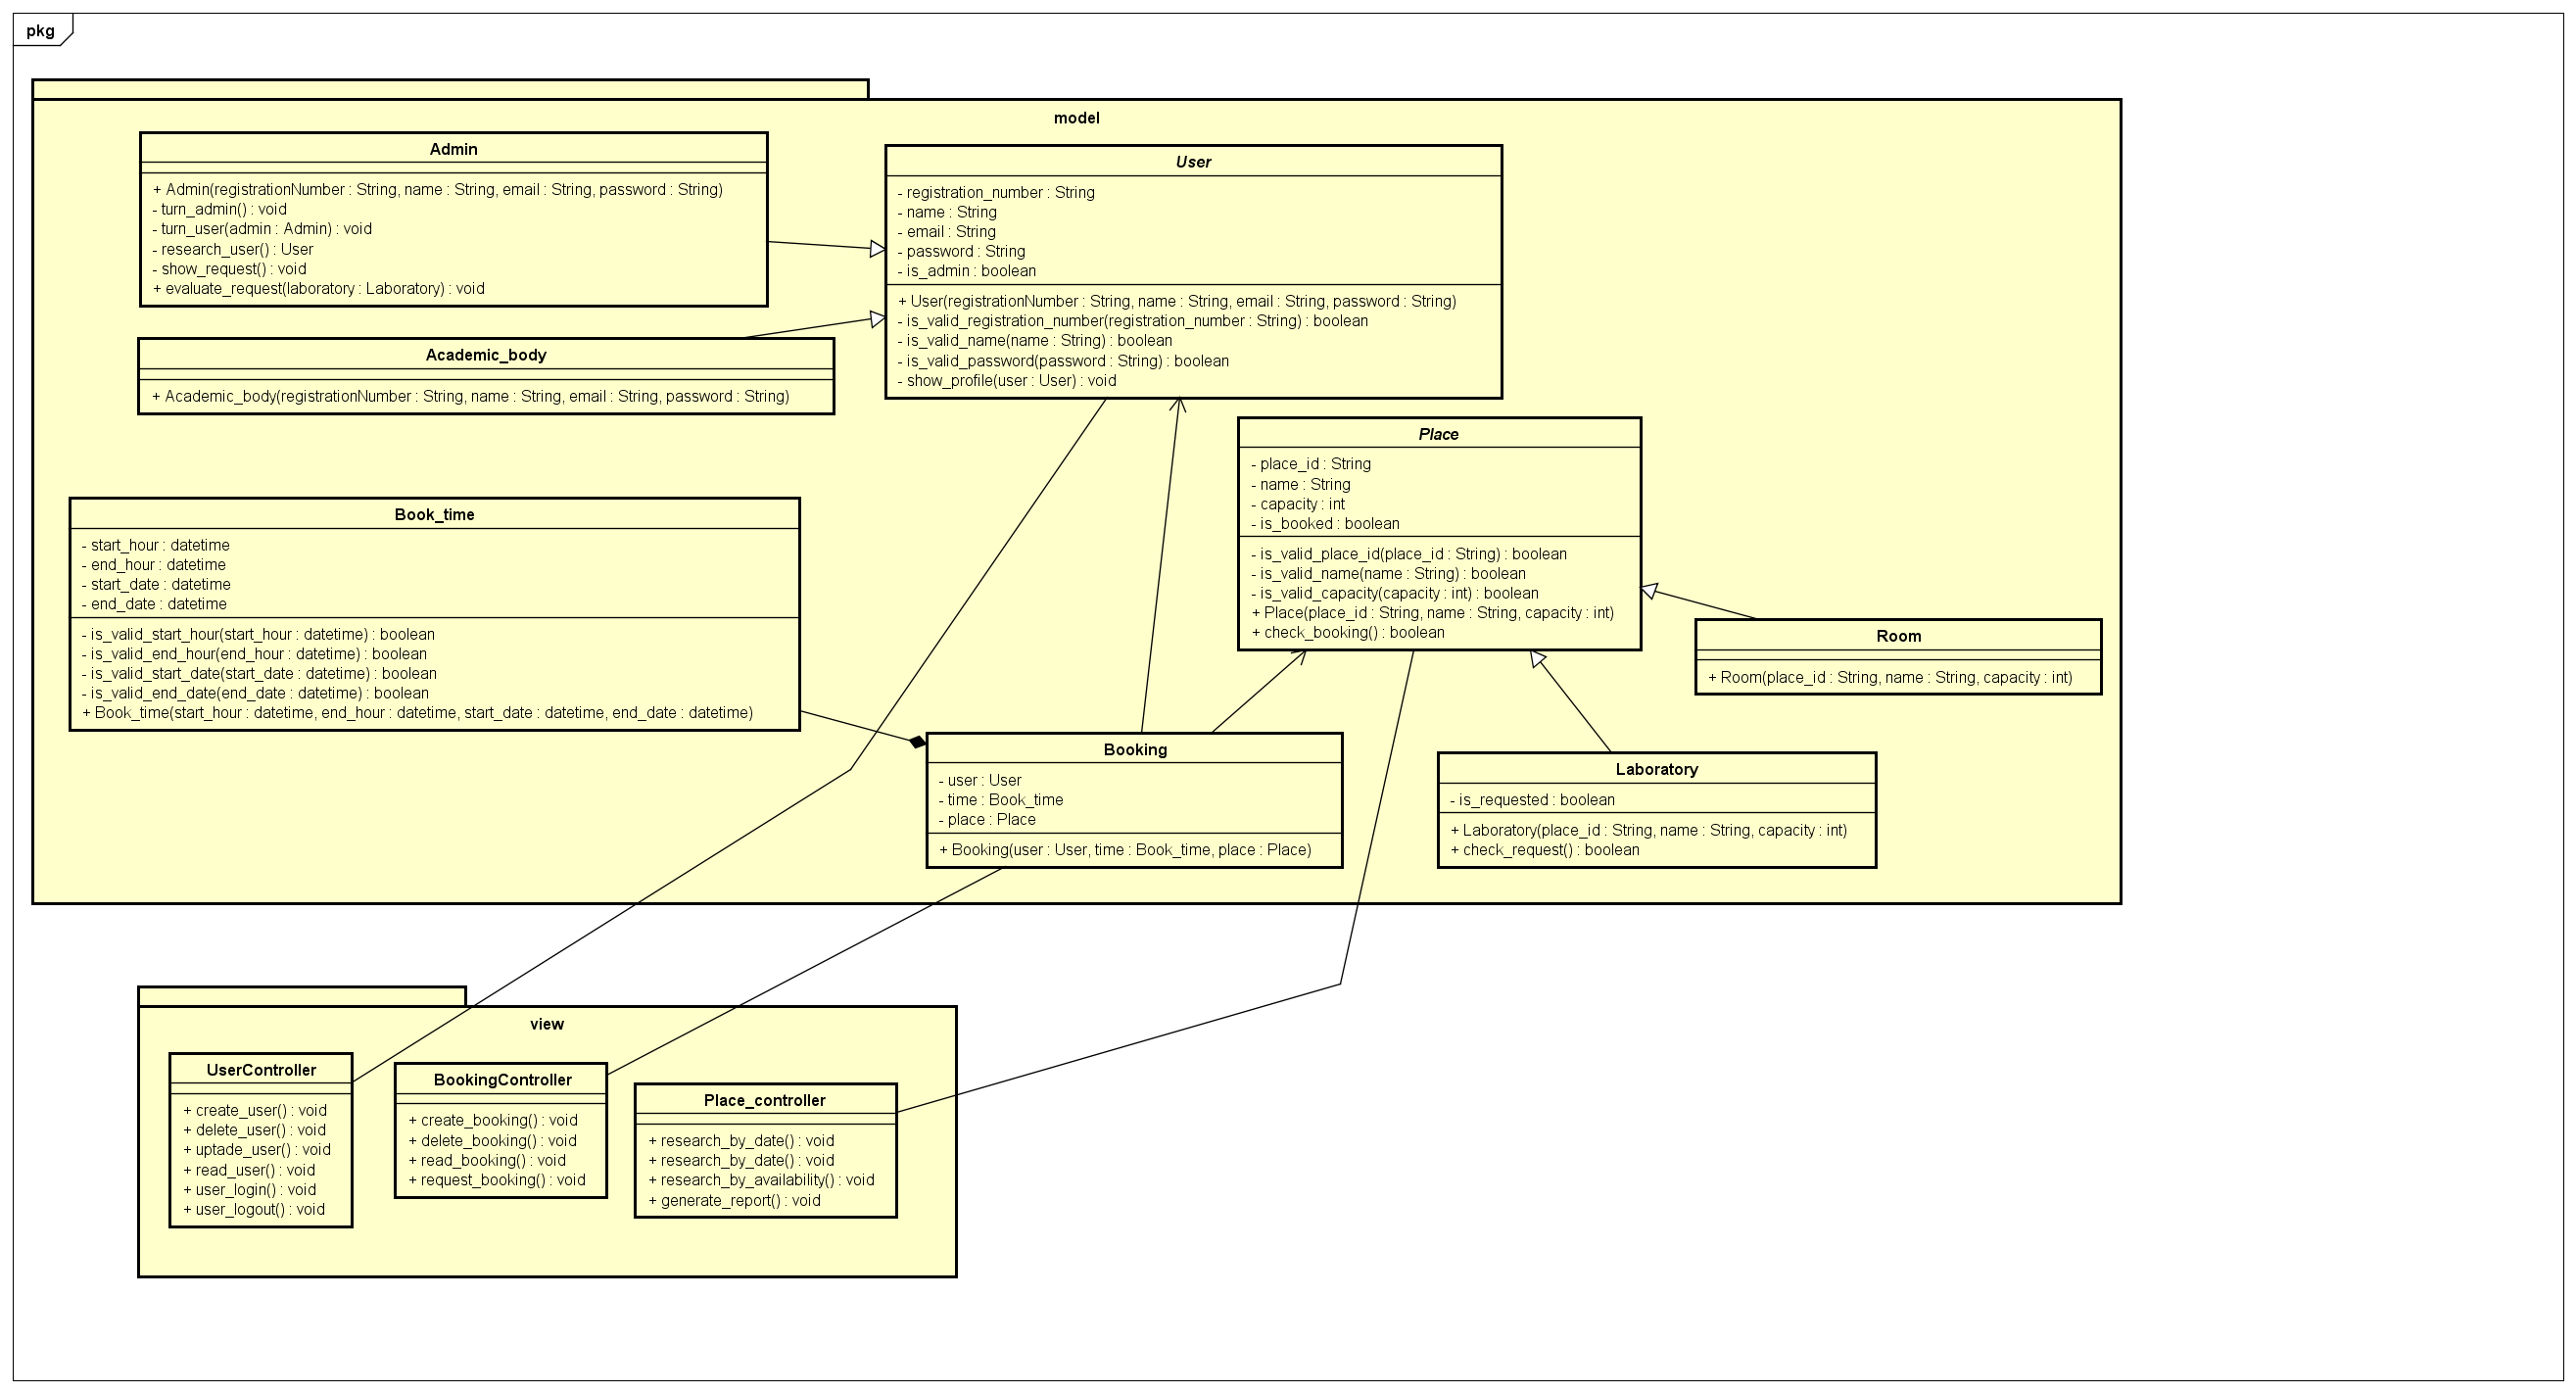 pkg
model
Admin
+ Admin(registrationNumber : String, name : String, email : String, password : String)
- turn_admin() : void
- turn_user(admin : Admin) : void
- research_user() : User
- show_request() : void
+ evaluate_request(laboratory : Laboratory) : void
User
- registration_number : String
- name : String
- email : String
- password : String
- is_admin : boolean
+ User(registrationNumber : String, name : String, email : String, password : String)
- is_valid_registration_number(registration_number : String) : boolean
- is_valid_name(name : String) : boolean
- is_valid_password(password : String) : boolean
- show_profile(user : User) : void
Academic_body
+ Academic_body(registrationNumber : String, name : String, email : String, password : String)
Place
- place_id : String
- name : String
- capacity : int
- is_booked : boolean
- is_valid_place_id(place_id : String) : boolean
- is_valid_name(name : String) : boolean
- is_valid_capacity(capacity : int) : boolean
+ Place(place_id : String, name : String, capacity : int)
+ check_booking() : boolean
Book_time
- start_hour : datetime
- end_hour : datetime
- start_date : datetime
- end_date : datetime
- is_valid_start_hour(start_hour : datetime) : boolean
- is_valid_end_hour(end_hour : datetime) : boolean
- is_valid_start_date(start_date : datetime) : boolean
- is_valid_end_date(end_date : datetime) : boolean
+ Book_time(start_hour : datetime, end_hour : datetime, start_date : datetime, end_date : datetime)
Room
+ Room(place_id : String, name : String, capacity : int)
Booking
- user : User
- time : Book_time
- place : Place
+ Booking(user : User, time : Book_time, place : Place)
Laboratory
- is_requested : boolean
+ Laboratory(place_id : String, name : String, capacity : int)
+ check_request() : boolean
view
UserController
+ create_user() : void
+ delete_user() : void
+ uptade_user() : void
+ read_user() : void
+ user_login() : void
+ user_logout() : void
BookingController
+ create_booking() : void
+ delete_booking() : void
+ read_booking() : void
+ request_booking() : void
Place_controller
+ research_by_date() : void
+ research_by_date() : void
+ research_by_availability() : void
+ generate_report() : void